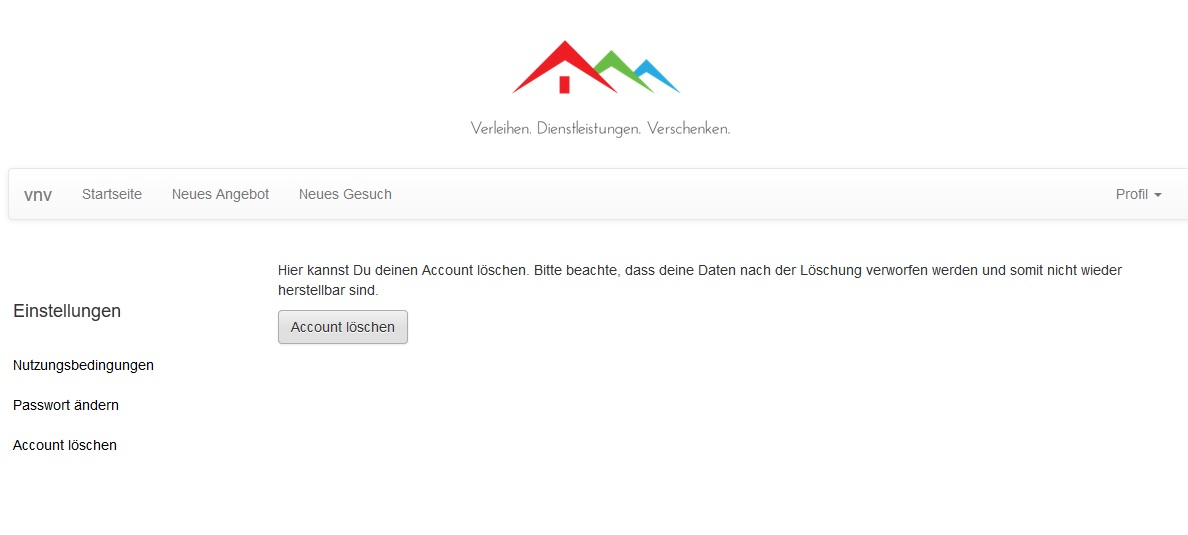 Verleihen. Dienstleistungen. Verschenken.
vnv Startseite Neues Angebot Neues Gesuch Profil
Hier kannst Du deinen Account löschen. Bitte beachte, dass deine Daten nach der Löschung verworfen werden und somit nicht wieder
herstellbar sind.
Account löschen
Einstellungen
Nutzungsbedingungen
Passwort ändern
Account löschen